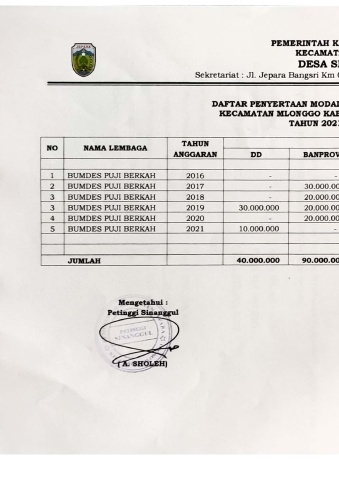 JEPARA
PEMERINTAH K
KECAMATA
DESA S
Sekretariat : Jl. Jepara Bangsri Km
DAFTAR PENYERTAAN MODAL
KECAMATAN MLONGGO KAB
TAHUN 2021
NO NAMA LEMBAGA TAHUN ANGGARAN DD BANPROV
1 BUMDES PUJI BERKAH 2016 - -
2 BUMDES PUJI BERKAH 2017 - 30.000.00
3 BUMDES PUJI BERKAH 2018 - 20.000.00
3 BUMDES PUJI BERKAH 2019 30.000.000 20.000.00
4 BUMDES PUJI BERKAH 2020 - 20.000.00
5 BUMDES PUJI BERKAH 2021 10.000.000 -
JUMLAH 40.000.000 90.000.00
Mengetahui :
Petinggi Sinanggul
PETINGGI
SINANGGUL
( A. SHOLEH)